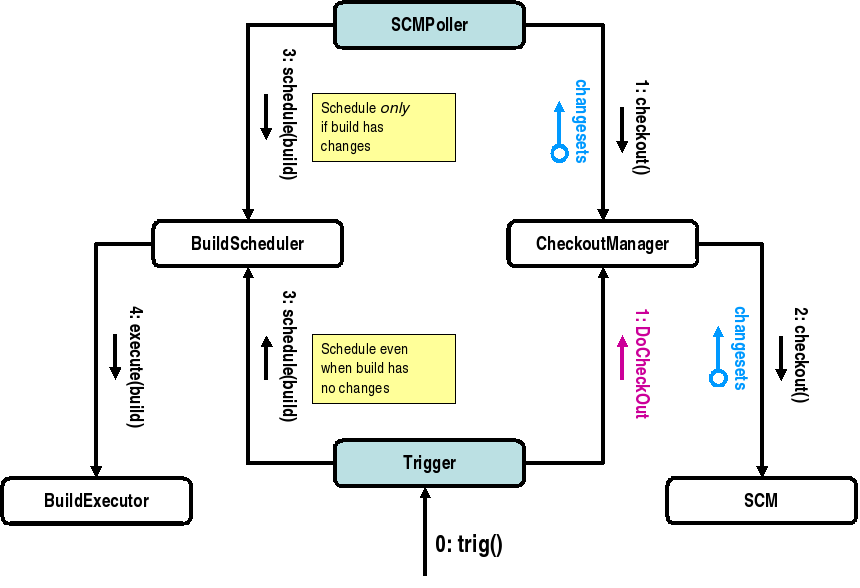 SCMPoller
3: schedule(build)
Schedule only
if build has
changes
changesets
1: checkout()
BuildScheduler
CheckoutManager
4: execute(build)
3: schedule(build)
Schedule even
when build has
no changes
1: DoCheckOut
changesets
2: checkout()
Trigger
BuildExecutor
SCM
0: trig()